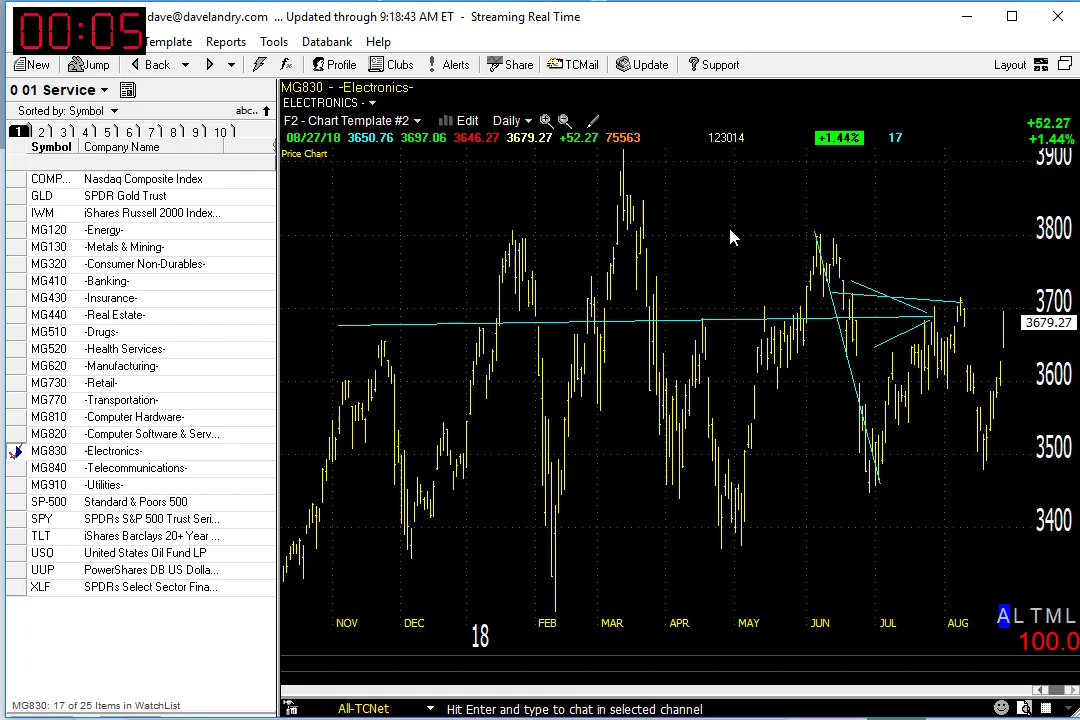 00:05
dave@davelandry.com ... Updated through 9:18:43 AM ET - Streaming Real Time
Template Reports Tools Databank Help
New Jump Back Profile Clubs Alerts Share TCMail Update Support Layout
0 01 Service
Sorted by: Symbol abc..
1 2 3 4 5 6 7 8 9 10
Symbol Company Name
COMP... Nasdaq Composite Index
GLD SPDR Gold Trust
IWM iShares Russell 2000 Index...
MG120 -Energy-
MG130 -Metals & Mining-
MG320 -Consumer Non-Durables-
MG410 -Banking-
MG430 -Insurance-
MG440 -Real Estate-
MG510 -Drugs-
MG520 -Health Services-
MG620 -Manufacturing-
MG730 -Retail-
MG770 -Transportation-
MG810 -Computer Hardware-
MG820 -Computer Software & Serv...
MG830 -Electronics-
MG840 -Telecommunications-
MG910 -Utilities-
SP-500 Standard & Poors 500
SPY SPDRs S&P 500 Trust Seri...
TLT iShares Barclays 20+ Year ...
USO United States Oil Fund LP
UUP PowerShares DB US Dolla...
XLF SPDRs Select Sector Fina...
MG830 : 17 of 25 Items in WatchList
MG830 - -Electronics-
ELECTRONICS -
F2 - Chart Template #2 Edit Daily
08/27/18 3650.76 3697.06 3646.27 3679.27 +52.27 75563 123014 +1.44% 17
+52.27
+1.44%
Price Chart
3900
3800
3700
3679.27
3600
3500
3400
NOV DEC 18 FEB MAR APR MAY JUN JUL AUG
A L T M L
100.0
All-TCNet Hit Enter and type to chat in selected channel